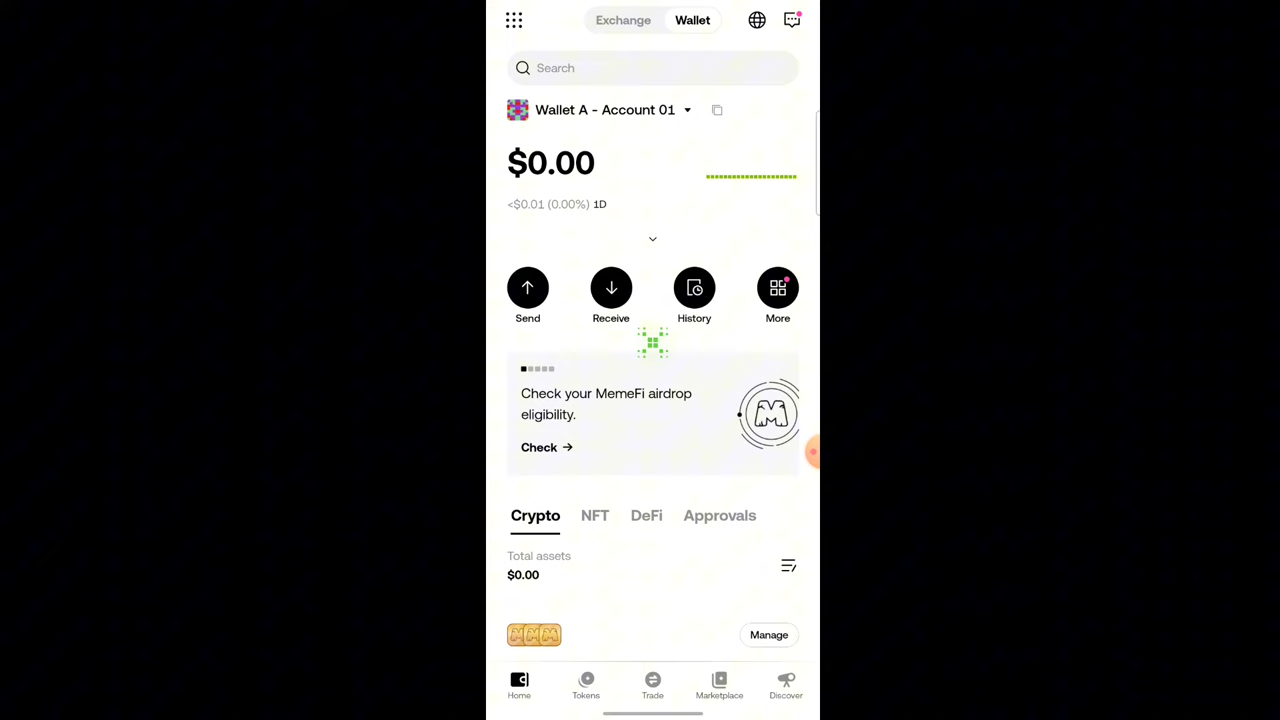 Exchange Wallet
Search
Wallet A - Account 01
$0.00
<$0.01 (0.00%) 1D
Send Receive History More
Check your MemeFi airdrop
eligibility.
Check →
Crypto NFT DeFi Approvals
Total assets
$0.00
Manage
Home Tokens Trade Marketplace Discover